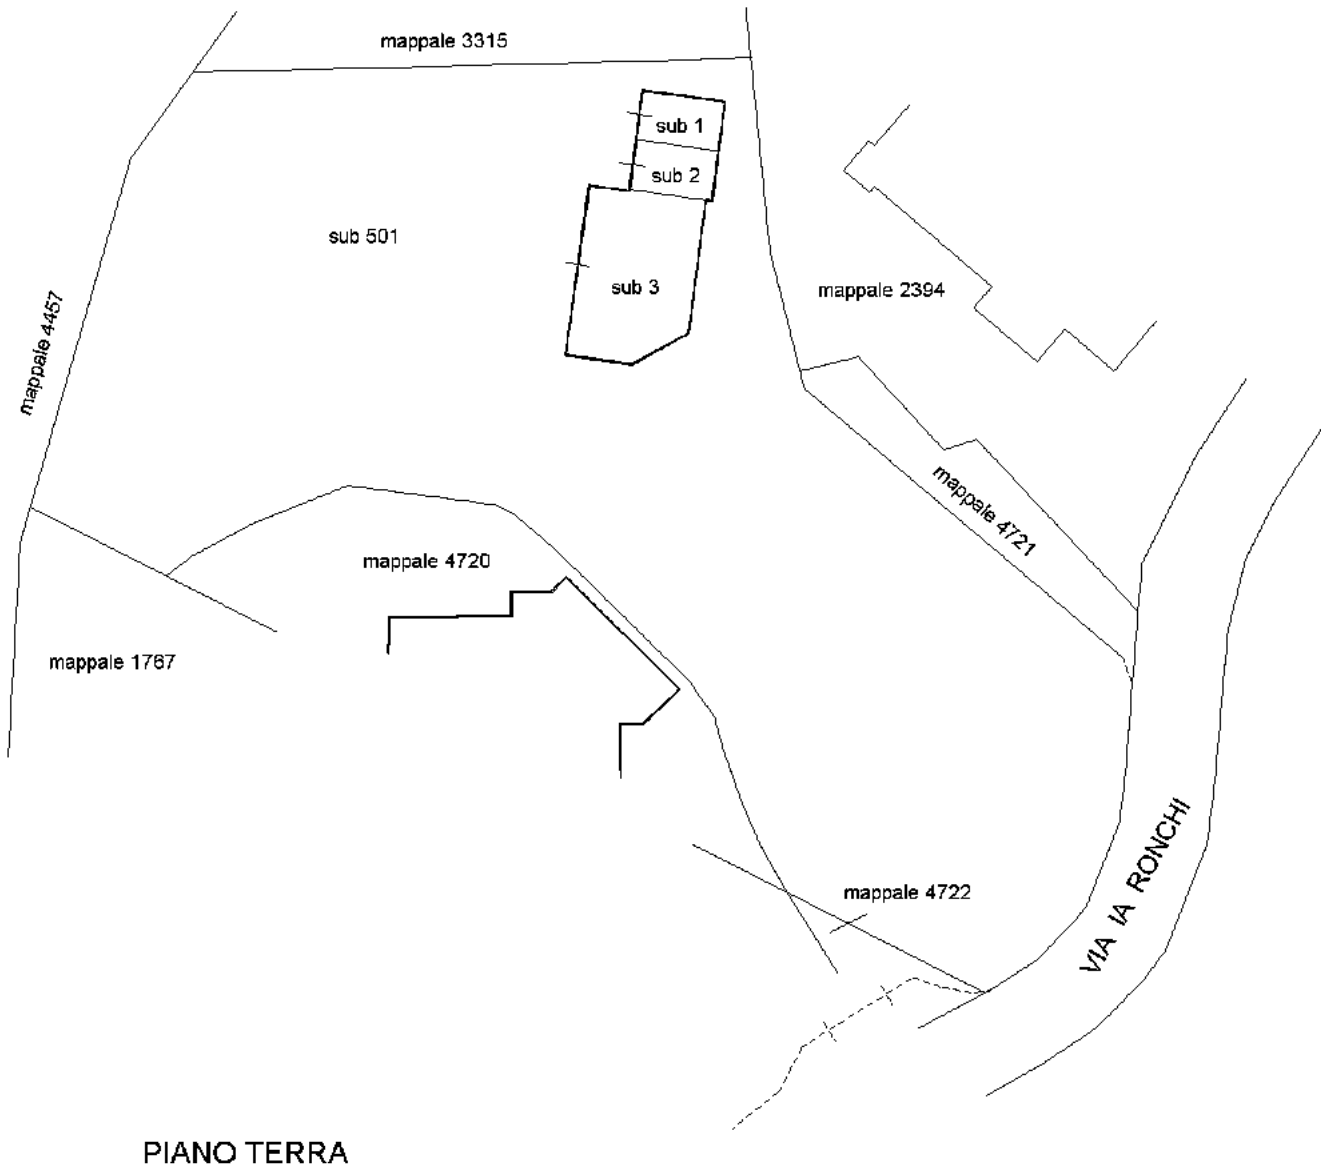 mappale 3315
sub 1
sub 2
sub 501
sub 3
mappale 2394
mappale 4457
mappale 4721
mappale 4720
mappale 1767
VIA IA RONCHI
mappale 4722
PIANO TERRA